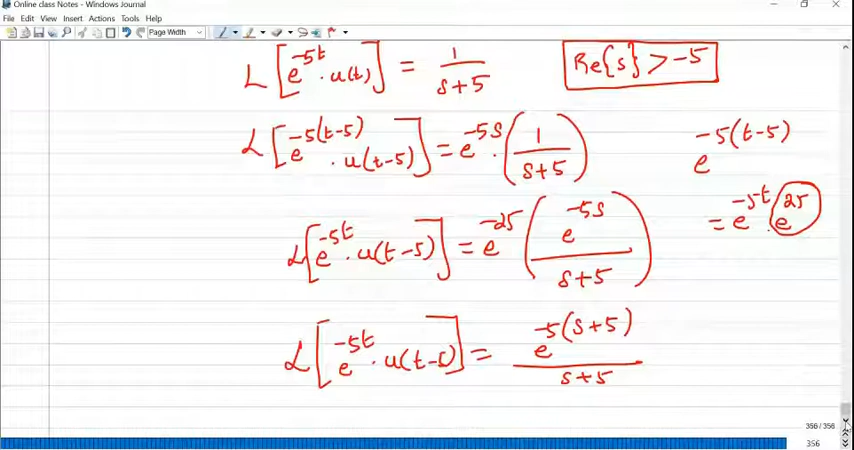 Online class Notes - Windows Journal
File Edit View Insert Actions Tools Help
Page Width
L[e^{-5t} . u(t)] = 1/(s+5) Re{s} > -5
L[e^{-5(t-5)} . u(t-5)] = e^{-5s} . (1/(s+5)) e^{-5(t-5)}
= e^{-5t} . e^{25}
L[e^{-5t} . u(t-5)] = e^{-25} (e^{-5s}/(s+5))
L[e^{-5t} . u(t-5)] = e^{-5(s+5)}/(s+5)
356 / 356
356